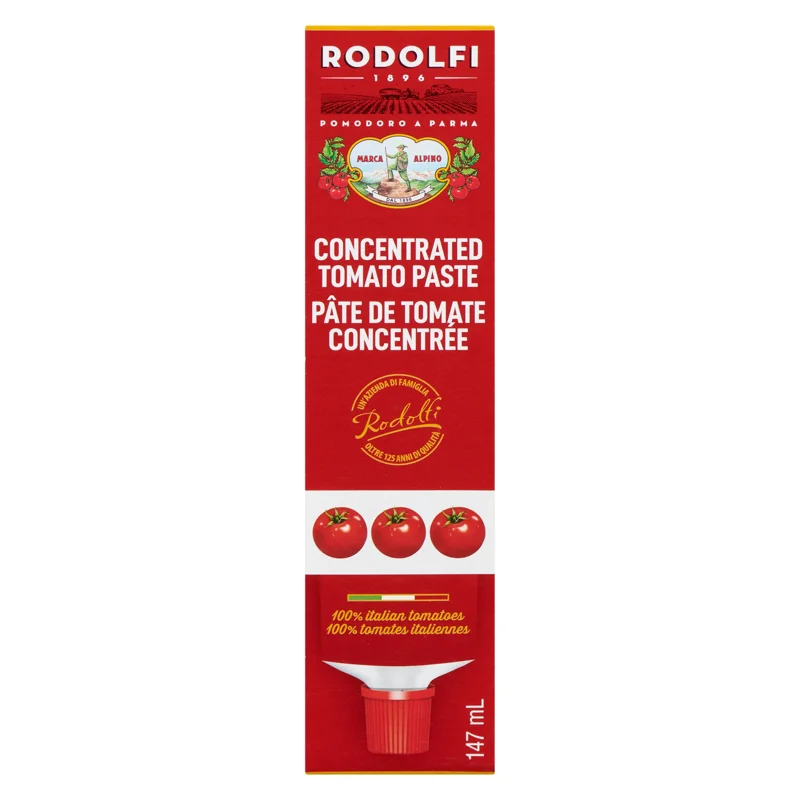 RODOLFI
1896
POMODORO A PARMA
MARCA ALPINO
DAL 1896
CONCENTRATED
TOMATO PASTE
PÂTE DE TOMATE
CONCENTRÉE
UN'AZIENDA DI FAMIGLIA
Rodolfi
OLTRE 125 ANNI DI QUALITÀ
100% italian tomatoes
100% tomates italiennes
147 mL